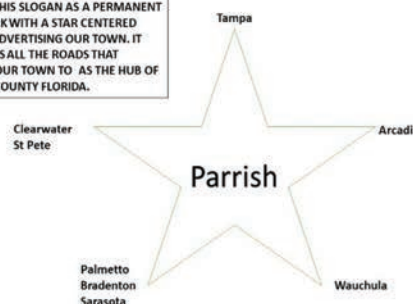 HIS SLOGAN AS A PERMANENT
K WITH A STAR CENTERED
DVERTISING OUR TOWN. IT
S ALL THE ROADS THAT
OUR TOWN TO AS THE HUB OF
OUNTY FLORIDA.
Tampa
Clearwater
St Pete
Arcadi
Parrish
Palmetto
Bradenton
Sarasota
Wauchula